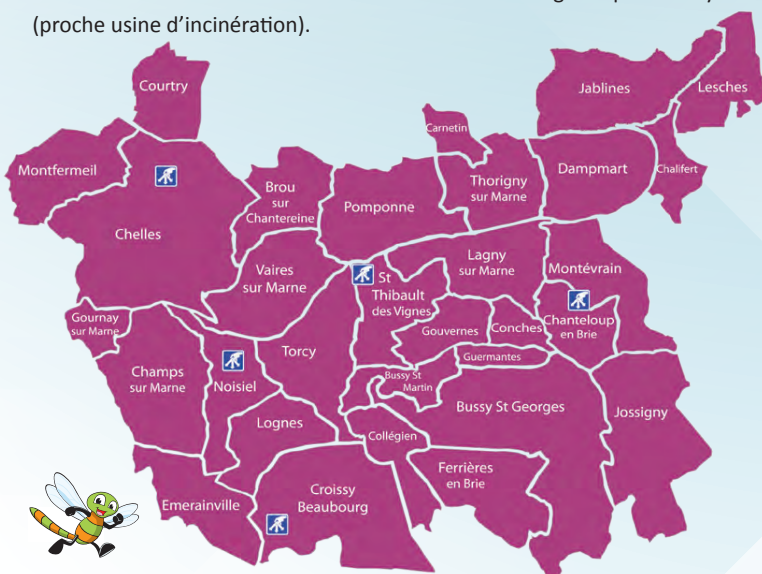 (proche usine d'incinération).
Courtry
Jablines
Lesches
Carnetin
Montfermeil
Brou
sur
Chantereine
Pomponne
Thorigny
sur Marne
Dampmart
Chalifert
Chelles
Vaires
sur Marne
St
Thibault
des Vignes
Lagny
sur Marne
Montévrain
Gournay
sur Marne
Gouvernes
Conches
Chanteloup
en Brie
Champs
sur Marne
Noisiel
Torcy
Guermantes
Bussy St
Martin
Bussy St Georges
Jossigny
Lognes
Collégien
Ferrières
en Brie
Emerainville
Croissy
Beaubourg